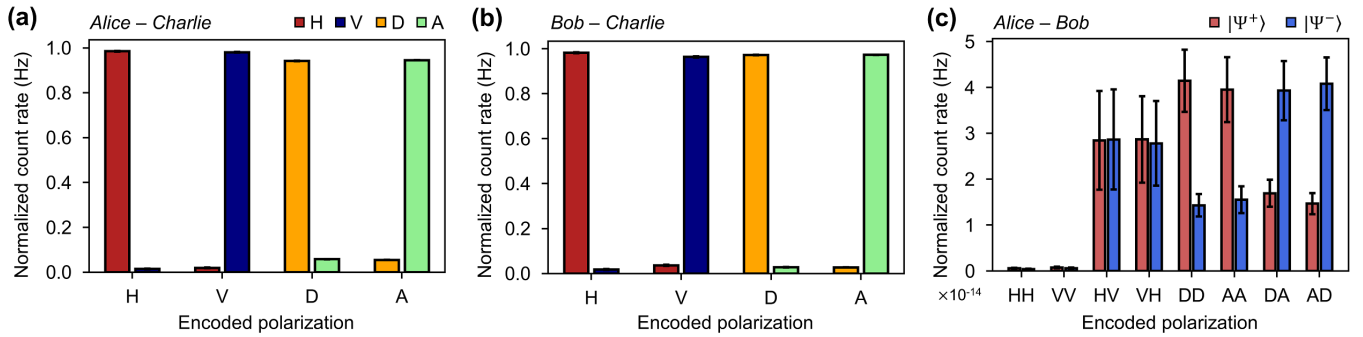 (a) Alice – Charlie H V D A
Normalized count rate (Hz)
1.0
0.8
0.6
0.4
0.2
0.0
H V D A
Encoded polarization
(b) Bob – Charlie
Normalized count rate (Hz)
1.0
0.8
0.6
0.4
0.2
0.0
H V D A
Encoded polarization
(c) Alice – Bob |Ψ⁺⟩ |Ψ⁻⟩
Normalized count rate (Hz)
5
4
3
2
1
0
×10⁻¹⁴
HH VV HV VH DD AA DA AD
Encoded polarization